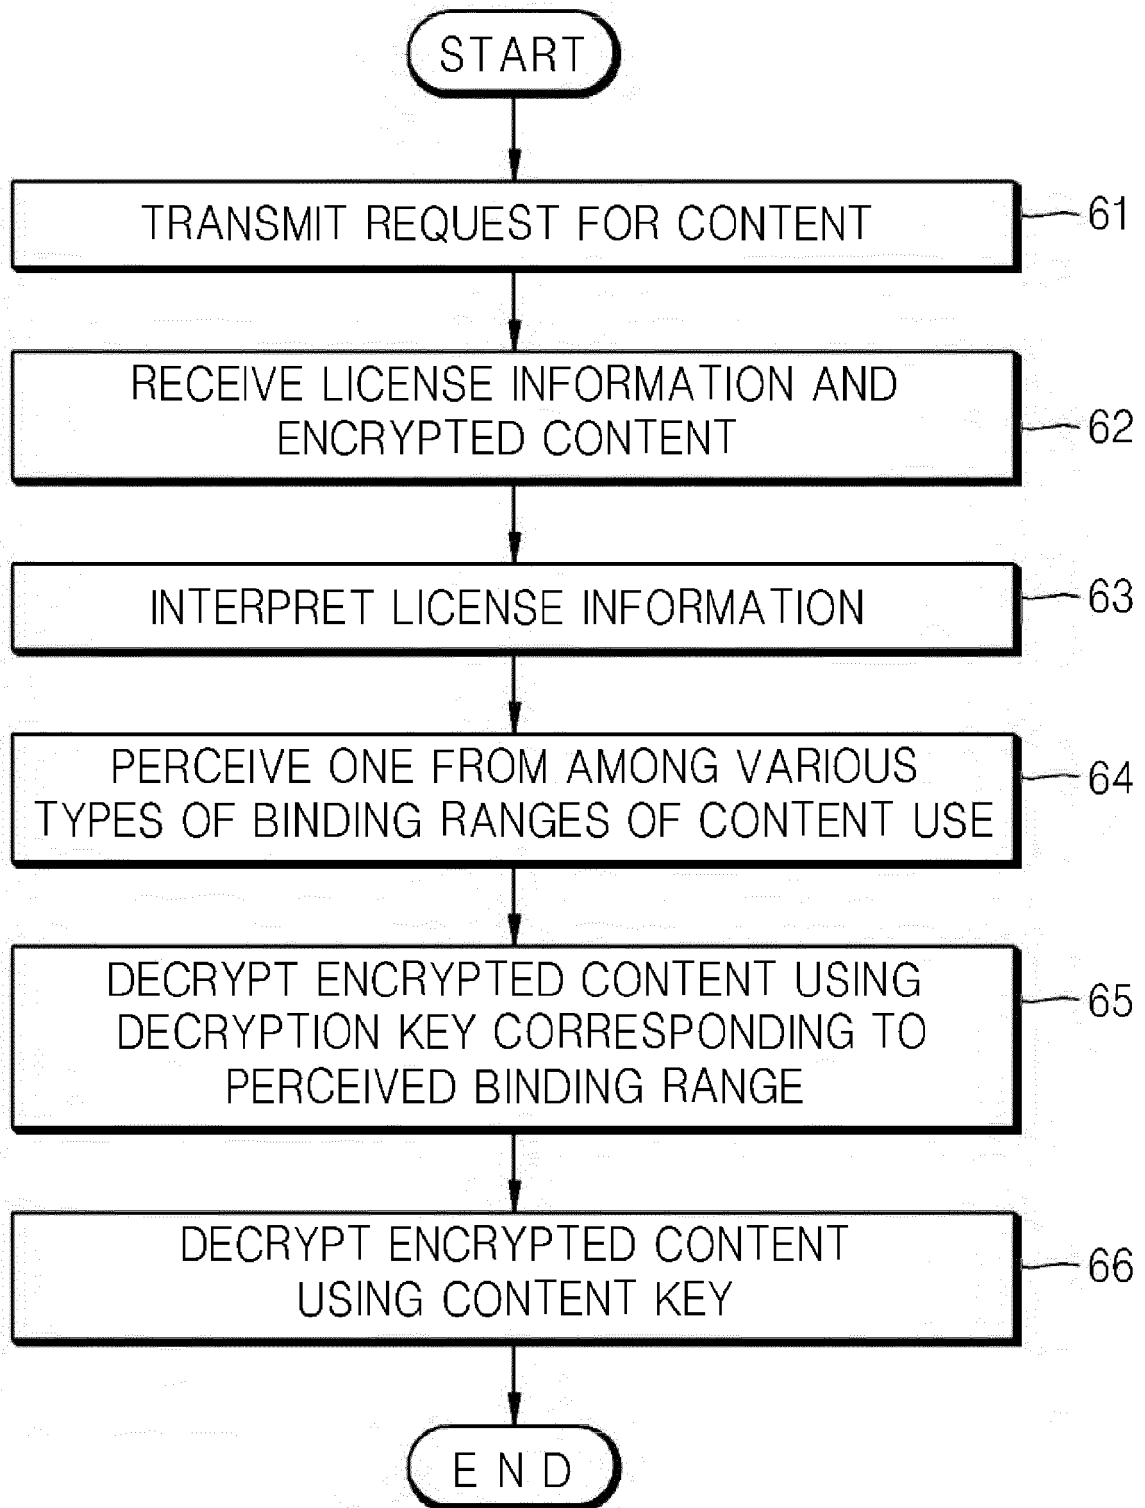 START
TRANSMIT REQUEST FOR CONTENT
61
RECEIVE LICENSE INFORMATION AND
ENCRYPTED CONTENT
62
INTERPRET LICENSE INFORMATION
63
PERCEIVE ONE FROM AMONG VARIOUS
TYPES OF BINDING RANGES OF CONTENT USE
64
DECRYPT ENCRYPTED CONTENT USING
DECRYPTION KEY CORRESPONDING TO
PERCEIVED BINDING RANGE
65
DECRYPT ENCRYPTED CONTENT
USING CONTENT KEY
66
END